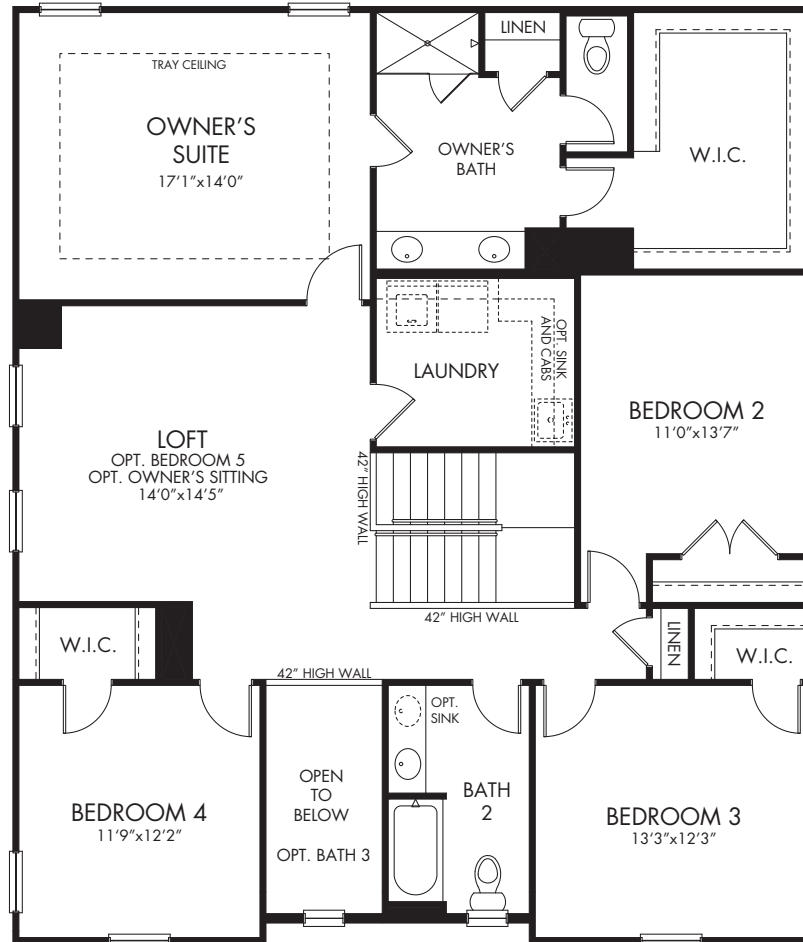 TRAY CEILING
OWNER'S
SUITE
17'1"x14'0"
LINEN
OWNER'S
BATH
W.I.C.
LAUNDRY
OPT. SINK
AND CABS
BEDROOM 2
11'0"x13'7"
LOFT
OPT. BEDROOM 5
OPT. OWNER'S SITTING
14'0"x14'5"
42" HIGH WALL
42" HIGH WALL
W.I.C.
LINEN
W.I.C.
42" HIGH WALL
OPT.
SINK
BEDROOM 4
11'9"x12'2"
OPEN
TO
BELOW
OPT. BATH 3
BATH
2
BEDROOM 3
13'3"x12'3"